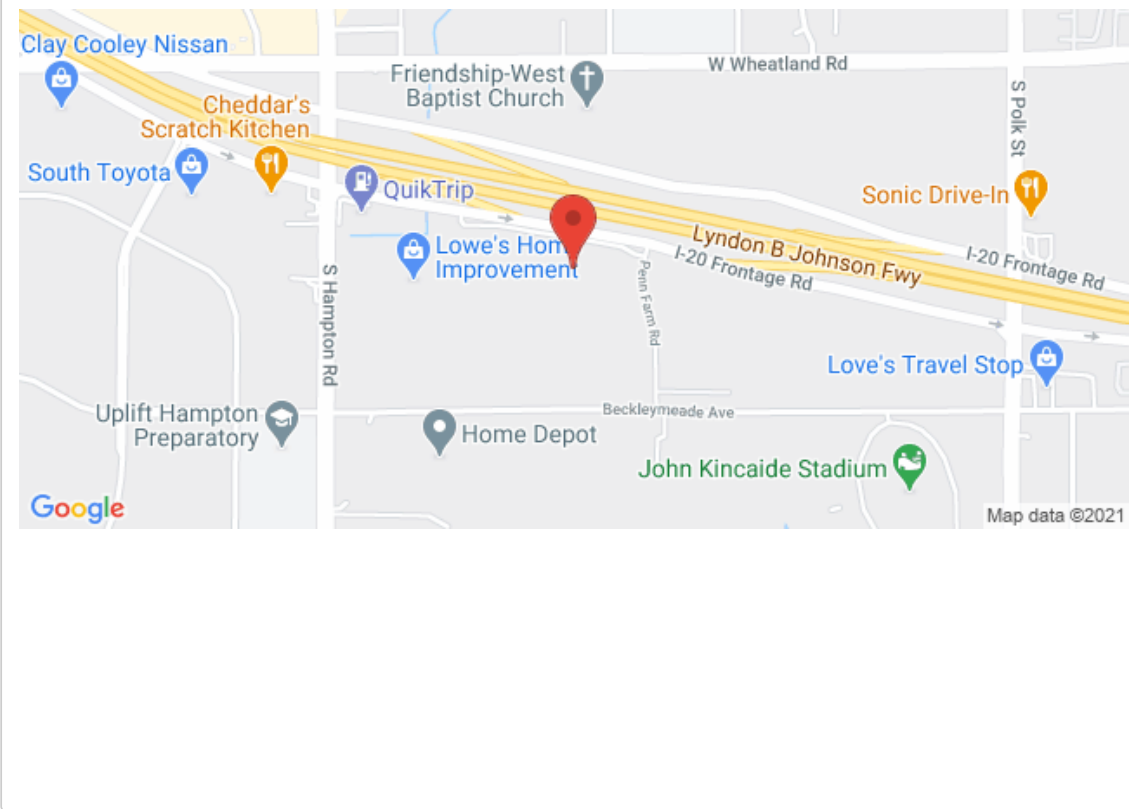 Clay Cooley Nissan
W Wheatland Rd
Friendship-West
Baptist Church
S Polk St
Cheddar's
Scratch Kitchen
South Toyota
QuikTrip
Sonic Drive-In
Lowe's Home
Improvement
Lyndon B Johnson Fwy
I-20 Frontage Rd
I-20 Frontage Rd
Penn Farm Rd
S Hampton Rd
Love's Travel Stop
Uplift Hampton
Preparatory
Beckleymeade Ave
Home Depot
John Kincaide Stadium
Google
Map data ©2021